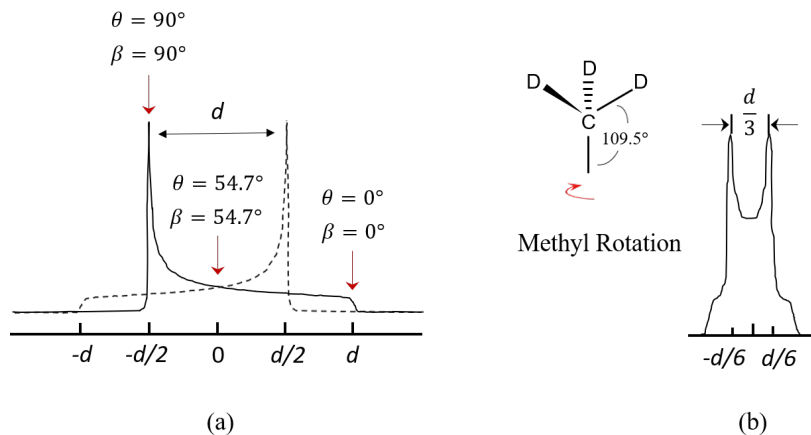 θ = 90°
β = 90°
d
θ = 54.7°
β = 54.7°
θ = 0°
β = 0°
-d
-d/2
0
d/2
d
(a)
D
D
D
C
109.5°
Methyl Rotation
d
3
-d/6
d/6
(b)